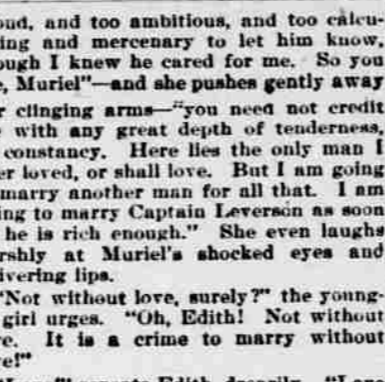 oud, and too ambitious, and too calcu-
ing and mercenary to let him know,
ough I knew he cared for me. So you
e, Muriel"—and she pushes gently away
r clinging arms—"you need not credit
e with any great depth of tenderness,
constancy. Here lies the only man I
er loved, or shall love. But I am going
marry another man for all that. I am
ing to marry Captain Leverson as soon
he is rich enough." She even laughs
rshly at Muriel's shocked eyes and
ivering lips.
"Not without love, surely?" the young-
girl urges. "Oh, Edith! Not without
ve. It is a crime to marry without
ve!"
Edith